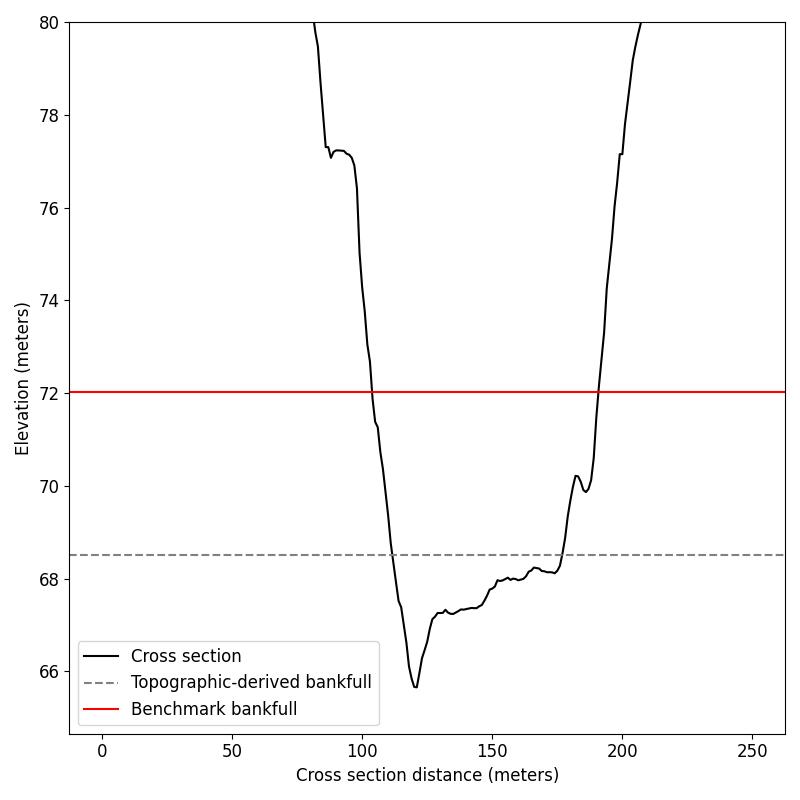 80
78
76
74
72
70
68
66
Elevation (meters)
Cross section
Topographic-derived bankfull
Benchmark bankfull
0 50 100 150 200 250
Cross section distance (meters)